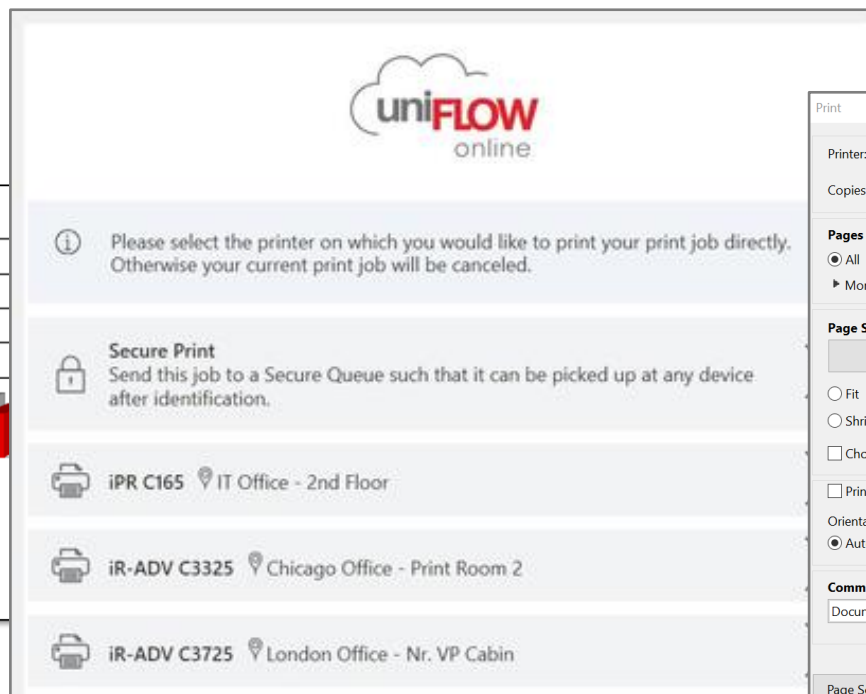 uniFLOW
online
Please select the printer on which you would like to print your print job directly.
Otherwise your current print job will be canceled.
Secure Print
Send this job to a Secure Queue such that it can be picked up at any device
after identification.
iPR C165 IT Office - 2nd Floor
iR-ADV C3325 Chicago Office - Print Room 2
iR-ADV C3725 London Office - Nr. VP Cabin
Print
Printer:
Copies
Pages
All
Page
Fit